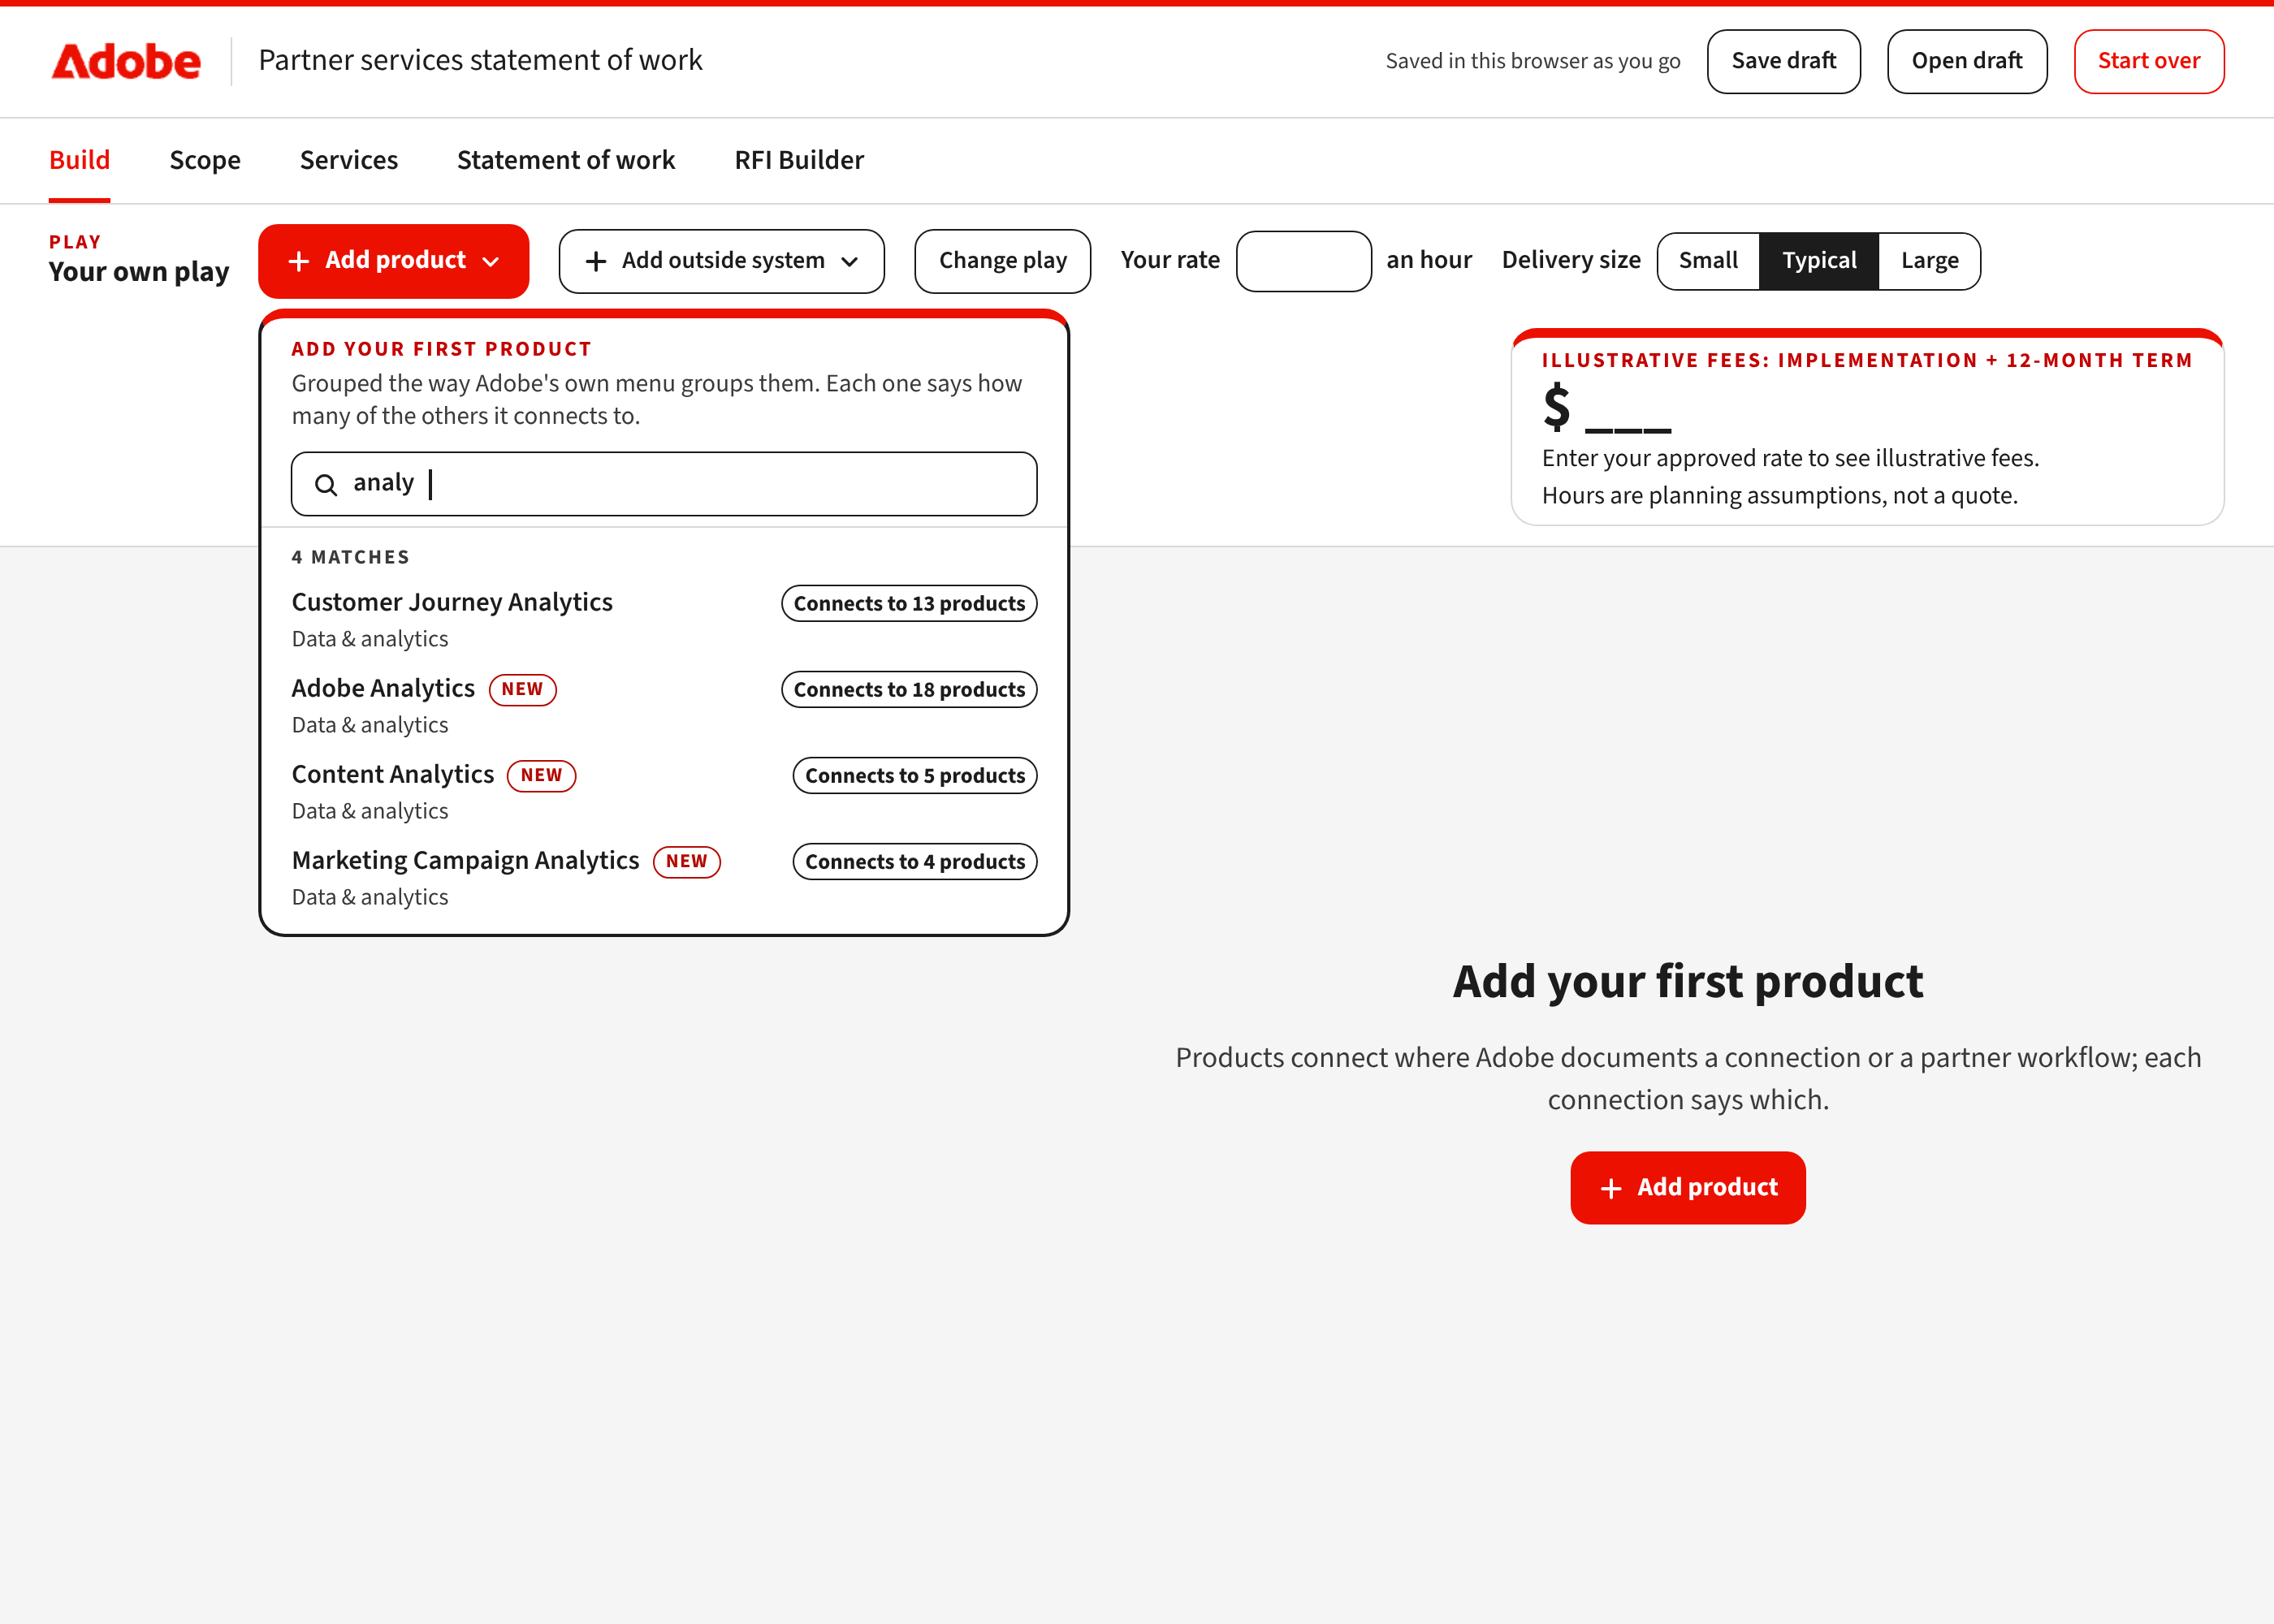 Adobe
Partner services statement of work
Saved in this browser as you go
Save draft
Open draft
Start over
Build
Scope
Services
Statement of work
RFI Builder
PLAY
Your own play
+ Add product
+ Add outside system
Change play
Your rate
an hour
Delivery size
Small
Typical
Large
ADD YOUR FIRST PRODUCT
Grouped the way Adobe's own menu groups them. Each one says how
many of the others it connects to.
analy
4 MATCHES
Customer Journey Analytics
Connects to 13 products
Data & analytics
Adobe Analytics NEW
Connects to 18 products
Data & analytics
Content Analytics NEW
Connects to 5 products
Data & analytics
Marketing Campaign Analytics NEW
Connects to 4 products
Data & analytics
ILLUSTRATIVE FEES: IMPLEMENTATION + 12-MONTH TERM
$ ___
Enter your approved rate to see illustrative fees.
Hours are planning assumptions, not a quote.
Add your first product
Products connect where Adobe documents a connection or a partner workflow; each
connection says which.
+ Add product